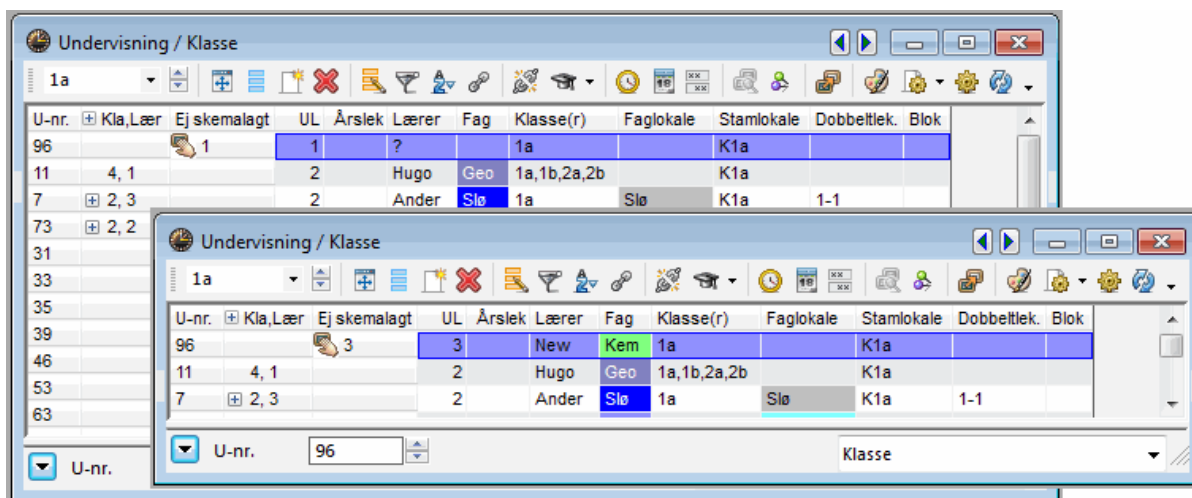 Undervisning / Klasse
1a
U-nr. Kla,Lær Ej skemalagt UL Årslek Lærer Fag Klasse(r) Faglokale Stamlokale Dobbeltlek. Blok
96 1 1 ? 1a K1a
11 4, 1 2 Hugo Geo 1a,1b,2a,2b K1a
7 2, 3 2 Ander Slø 1a Slø K1a 1-1
73 2, 2
31
33
35
39
46
53
63
U-nr.
Undervisning / Klasse
1a
U-nr. Kla,Lær Ej skemalagt UL Årslek Lærer Fag Klasse(r) Faglokale Stamlokale Dobbeltlek. Blok
96 3 3 New Kem 1a K1a
11 4, 1 2 Hugo Geo 1a,1b,2a,2b K1a
7 2, 3 2 Ander Slø 1a Slø K1a 1-1
U-nr. 96 Klasse